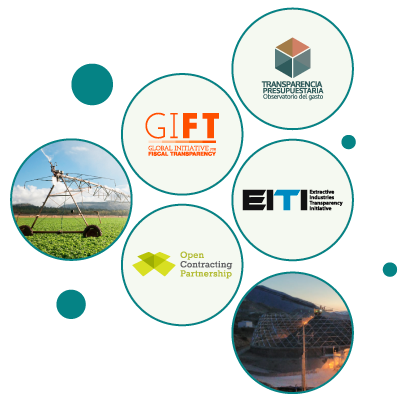 TRANSPARENCIA
PRESUPUESTARIA
Observatorio del gasto
GIFT
GLOBAL INITIATIVE FOR
FISCAL TRANSPARENCY
EITI
Extractive
Industries
Transparency
Initiative
Open
Contracting
Partnership